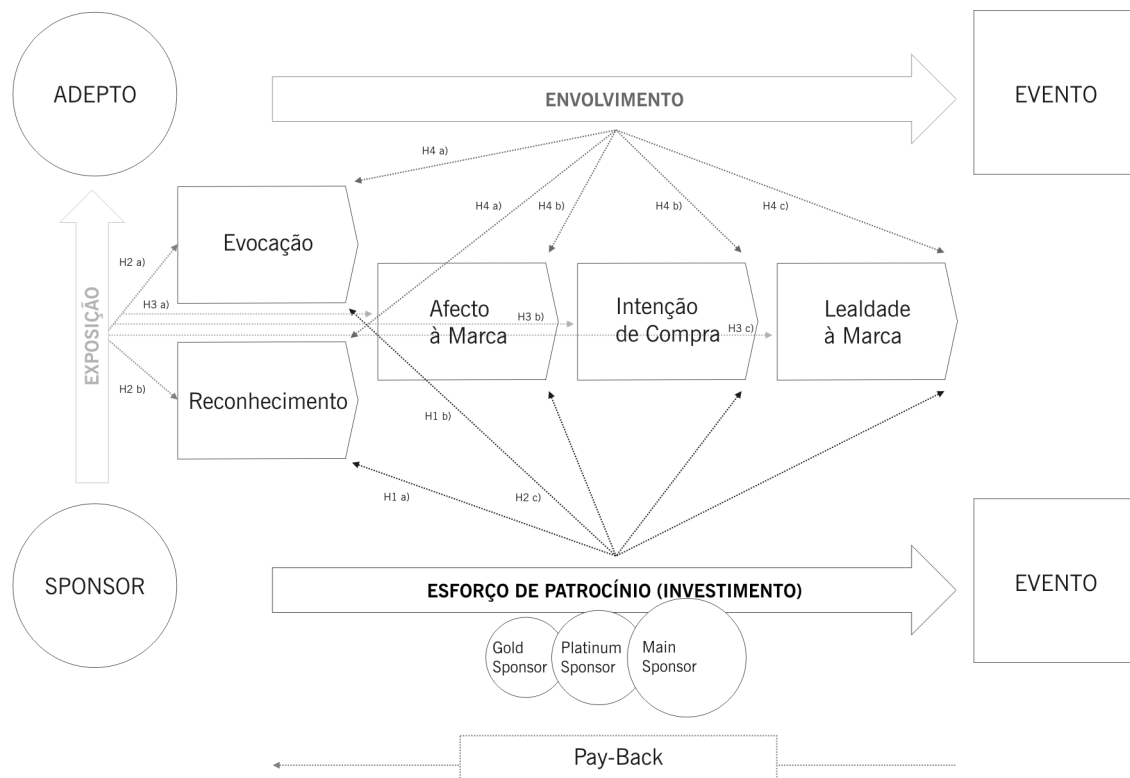 ADEPTO
ENVOLVIMENTO
EVENTO
H4 a)
H4 a)
H4 b)
H4 b)
H4 c)
Evocação
H2 a)
H3 a)
EXPOSIÇÃO
Afecto
à Marca
H3 b)
Intenção
de Compra
H3 c)
Lealdade
à Marca
H2 b)
Reconhecimento
H1 b)
H1 a)
H2 c)
SPONSOR
ESFORÇO DE PATROCÍNIO (INVESTIMENTO)
EVENTO
Gold
Sponsor
Platinum
Sponsor
Main
Sponsor
Pay-Back